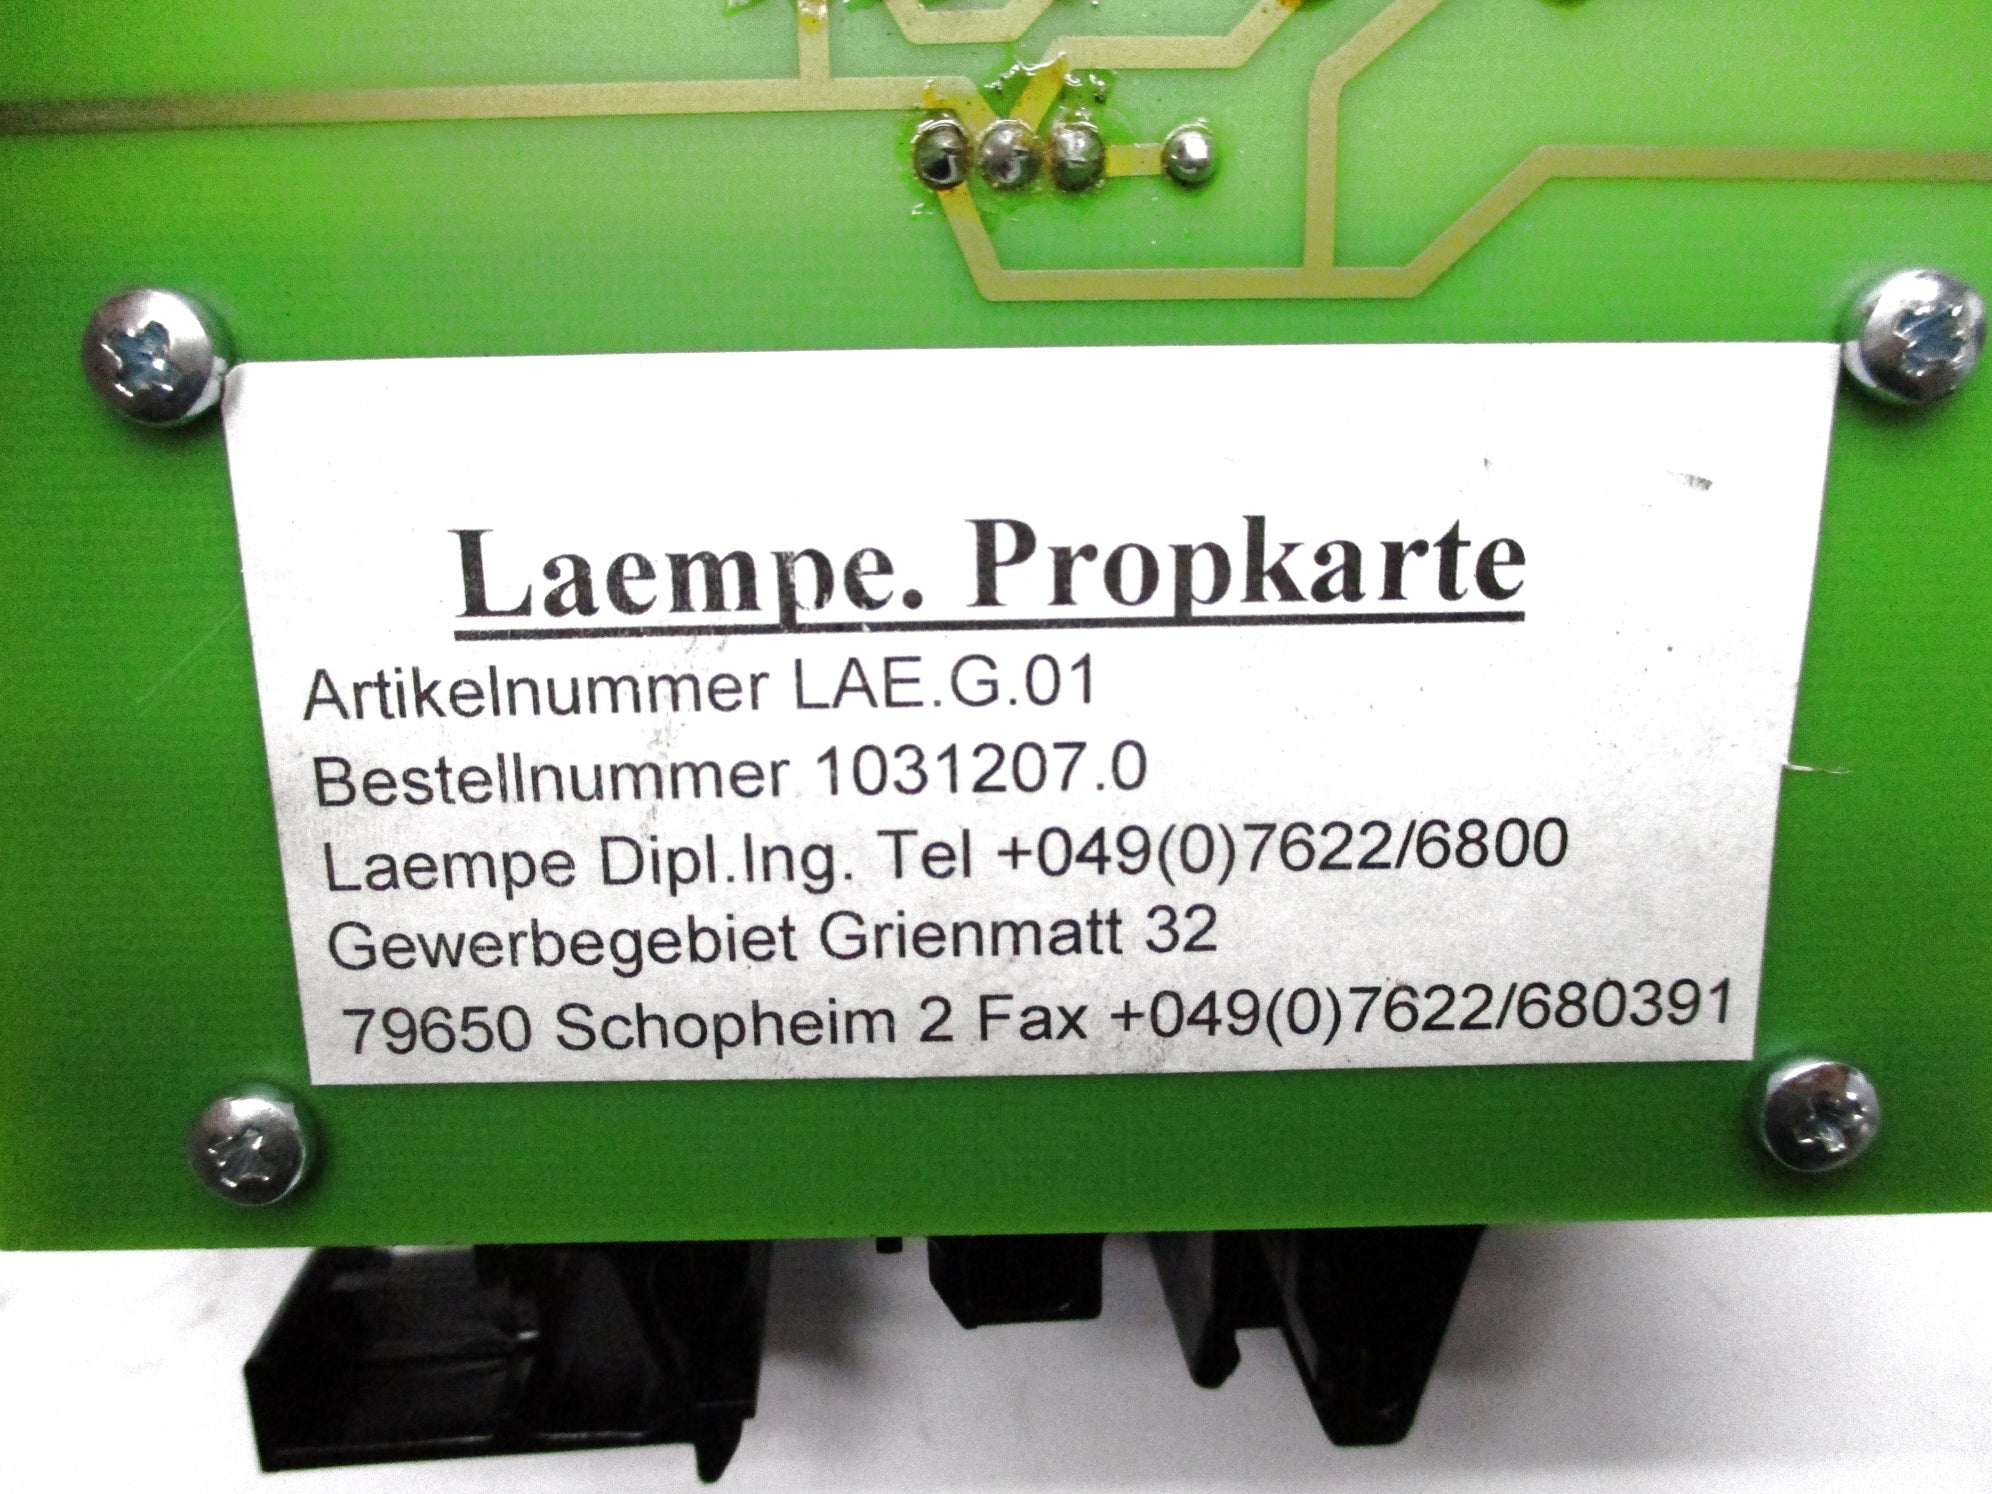 Laempe. Propkarte
Artikelnummer LAE.G.01
Bestellnummer 1031207.0
Laempe Dipl.Ing. Tel +049(0)7622/6800
Gewerbegebiet Grienmatt 32
79650 Schopheim 2 Fax +049(0)7622/680391